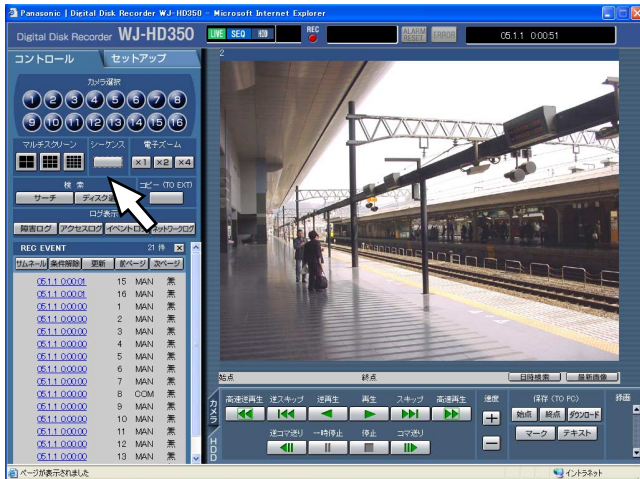 Panasonic | Digital Disk Recorder WJ-HD350 - Microsoft Internet Explorer
Digital Disk Recorder WJ-HD350
LIVE SEQ HDD REC ALARM RESET ERROR 05.1.1 0:00:51
コントロール セットアップ
2
カメラ選択
1 2 3 4 5 6 7 8
9 10 11 12 13 14 15 16
マルチスクリーン シーケンス 電子ズーム
×1 ×2 ×4
検索 コピー (TO EXT)
サーチ ディスク
ログ表示
障害ログ アクセスログ イベントログ ネットワークログ
REC EVENT 21 件
サムネール 条件解除 更新 前ページ 次ページ
05.1.1 0:00:01 15 MAN 無
05.1.1 0:00:01 16 MAN 無
05.1.1 0:00:00 1 MAN 無
05.1.1 0:00:00 2 MAN 無
05.1.1 0:00:00 3 MAN 無
05.1.1 0:00:00 4 MAN 無
05.1.1 0:00:00 5 MAN 無
05.1.1 0:00:00 6 MAN 無
05.1.1 0:00:00 7 MAN 無
05.1.1 0:00:00 8 COM 無
05.1.1 0:00:00 9 MAN 無
05.1.1 0:00:00 10 MAN 無
05.1.1 0:00:00 11 MAN 無
05.1.1 0:00:00 12 MAN 無
05.1.1 0:00:00 13 MAN 無
始点 終点 日時検索 最新画像
カメラ
HDD
高速逆再生 逆スキップ 逆再生 再生 スキップ 高速再生 速度 保存 (TO PC) 録画
始点 終点 ダウンロード
逆コマ送り 一時停止 停止 コマ送り
マーク テキスト
ページが表示されました イントラネット